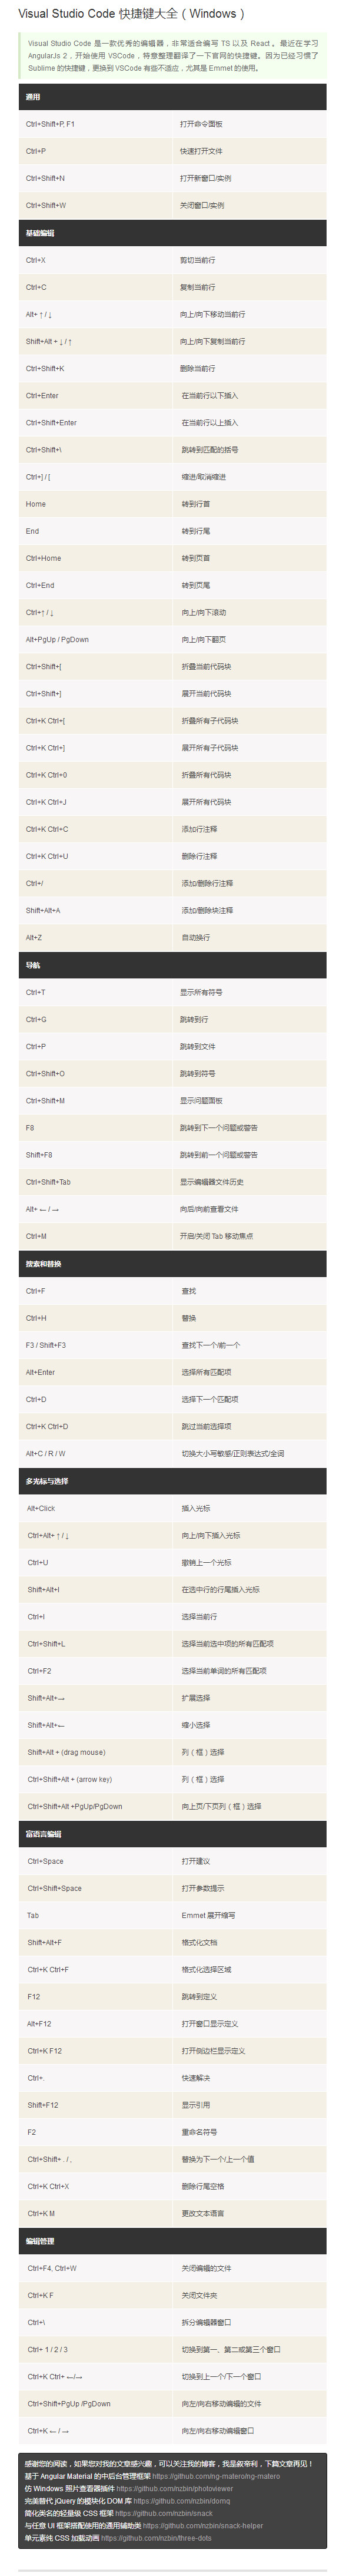 Visual Studio Code 快捷键大全（Windows）
Visual Studio Code 是一款优秀的编辑器，非常适合编写 TS 以及 React 。最近在学习
AngularJs 2，开始使用 VSCode，特意整理翻译了一下官网的快捷键。因为已经习惯了
Sublime 的快捷键，更换到 VSCode 有些不适应，尤其是 Emmet 的使用。
通用
Ctrl+Shift+P, F1 打开命令面板
Ctrl+P 快速打开文件
Ctrl+Shift+N 打开新窗口/实例
Ctrl+Shift+W 关闭窗口/实例
基础编辑
Ctrl+X 剪切当前行
Ctrl+C 复制当前行
Alt+ ↑ / ↓ 向上/向下移动当前行
Shift+Alt + ↓ / ↑ 向上/向下复制当前行
Ctrl+Shift+K 删除当前行
Ctrl+Enter 在当前行以下插入
Ctrl+Shift+Enter 在当前行以上插入
Ctrl+Shift+\ 跳转到匹配的括号
Ctrl+] / [ 缩进/取消缩进
Home 转到行首
End 转到行尾
Ctrl+Home 转到页首
Ctrl+End 转到页尾
Ctrl+↑ / ↓ 向上/向下滚动
Alt+PgUp / PgDown 向上/向下翻页
Ctrl+Shift+[ 折叠当前代码块
Ctrl+Shift+] 展开当前代码块
Ctrl+K Ctrl+[ 折叠所有子代码块
Ctrl+K Ctrl+] 展开所有子代码块
Ctrl+K Ctrl+0 折叠所有代码块
Ctrl+K Ctrl+J 展开所有代码块
Ctrl+K Ctrl+C 添加行注释
Ctrl+K Ctrl+U 删除行注释
Ctrl+/ 添加/删除行注释
Shift+Alt+A 添加/删除块注释
Alt+Z 自动换行
导航
Ctrl+T 显示所有符号
Ctrl+G 跳转到行
Ctrl+P 跳转到文件
Ctrl+Shift+O 跳转到符号
Ctrl+Shift+M 显示问题面板
F8 跳转到下一个问题或警告
Shift+F8 跳转到前一个问题或警告
Ctrl+Shift+Tab 显示编辑器文件历史
Alt+ ← / → 向后/向前查看文件
Ctrl+M 开启/关闭 Tab 移动焦点
搜索和替换
Ctrl+F 查找
Ctrl+H 替换
F3 / Shift+F3 查找下一个/前一个
Alt+Enter 选择所有匹配项
Ctrl+D 选择下一个匹配项
Ctrl+K Ctrl+D 跳过当前选择项
Alt+C / R / W 切换大小写敏感/正则表达式/全词
多光标与选择
Alt+Click 插入光标
Ctrl+Alt+ ↑ / ↓ 向上/向下插入光标
Ctrl+U 撤销上一个光标
Shift+Alt+I 在选中行的行尾插入光标
Ctrl+I 选择当前行
Ctrl+Shift+L 选择当前选中项的所有匹配项
Ctrl+F2 选择当前单词的所有匹配项
Shift+Alt+→ 扩展选择
Shift+Alt+← 缩小选择
Shift+Alt + (drag mouse) 列（框）选择
Ctrl+Shift+Alt + (arrow key) 列（框）选择
Ctrl+Shift+Alt +PgUp/PgDown 向上页/下页列（框）选择
富语言编辑
Ctrl+Space 打开建议
Ctrl+Shift+Space 打开参数提示
Tab Emmet 展开缩写
Shift+Alt+F 格式化文档
Ctrl+K Ctrl+F 格式化选择区域
F12 跳转到定义
Alt+F12 打开窗口显示定义
Ctrl+K F12 打开侧边栏显示定义
Ctrl+. 快速解决
Shift+F12 显示引用
F2 重命名符号
Ctrl+Shift+ . / , 替换为下一个/上一个值
Ctrl+K Ctrl+X 删除行尾空格
Ctrl+K M 更改文本语言
编辑管理
Ctrl+F4, Ctrl+W 关闭编辑的文件
Ctrl+K F 关闭文件夹
Ctrl+\ 拆分编辑器窗口
Ctrl+ 1 / 2 / 3 切换到第一、第二或第三个窗口
Ctrl+K Ctrl+ ←/→ 切换到上一个/下一个窗口
Ctrl+Shift+PgUp /PgDown 向左/向右移动编辑的文件
Ctrl+K ← / → 向左/向右移动编辑窗口
感谢您的阅读，如果您对我的文章感兴趣，可以关注我的博客，我是叙帝利，下篇文章再见！
基于 Angular Material 的中后台管理框架 https://github.com/ng-matero/ng-matero
仿 Windows 照片查看器插件 https://github.com/nzbin/photoviewer
完美替代 jQuery 的模块化 DOM 库 https://github.com/nzbin/domq
简化类名的轻量级 CSS 框架 https://github.com/nzbin/snack
与任意 UI 框架搭配使用的通用辅助类 https://github.com/nzbin/snack-helper
单元素纯 CSS 加载动画 https://github.com/nzbin/three-dots